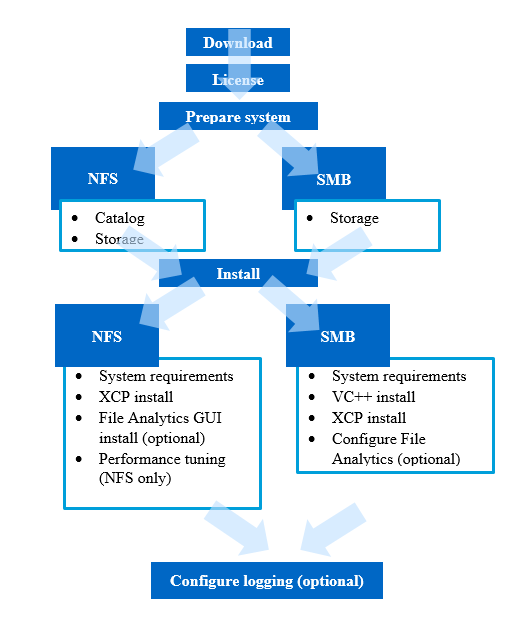 Download
License
Prepare system
NFS
• Catalog
• Storage
SMB
• Storage
Install
NFS
• System requirements
• XCP install
• File Analytics GUI
install (optional)
• Performance tuning
(NFS only)
SMB
• System requirements
• VC++ install
• XCP install
• Configure File
Analytics (optional)
Configure logging (optional)